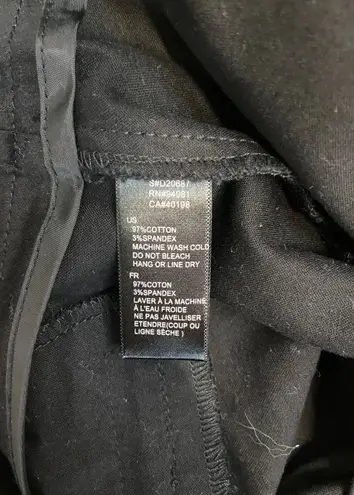 S#D20687
RN#94081
CA#40198
US
97%COTTON
3%SPANDEX
MACHINE WASH COLD
DO NOT BLEACH
HANG OR LINE DRY
FR
97%COTON
3%SPANDEX
LAVER À LA MACHINE
À L'EAU FROIDE
NE PAS JAVELLISER
ETENDRE(COUP OU
LIGNE SÈCHE )